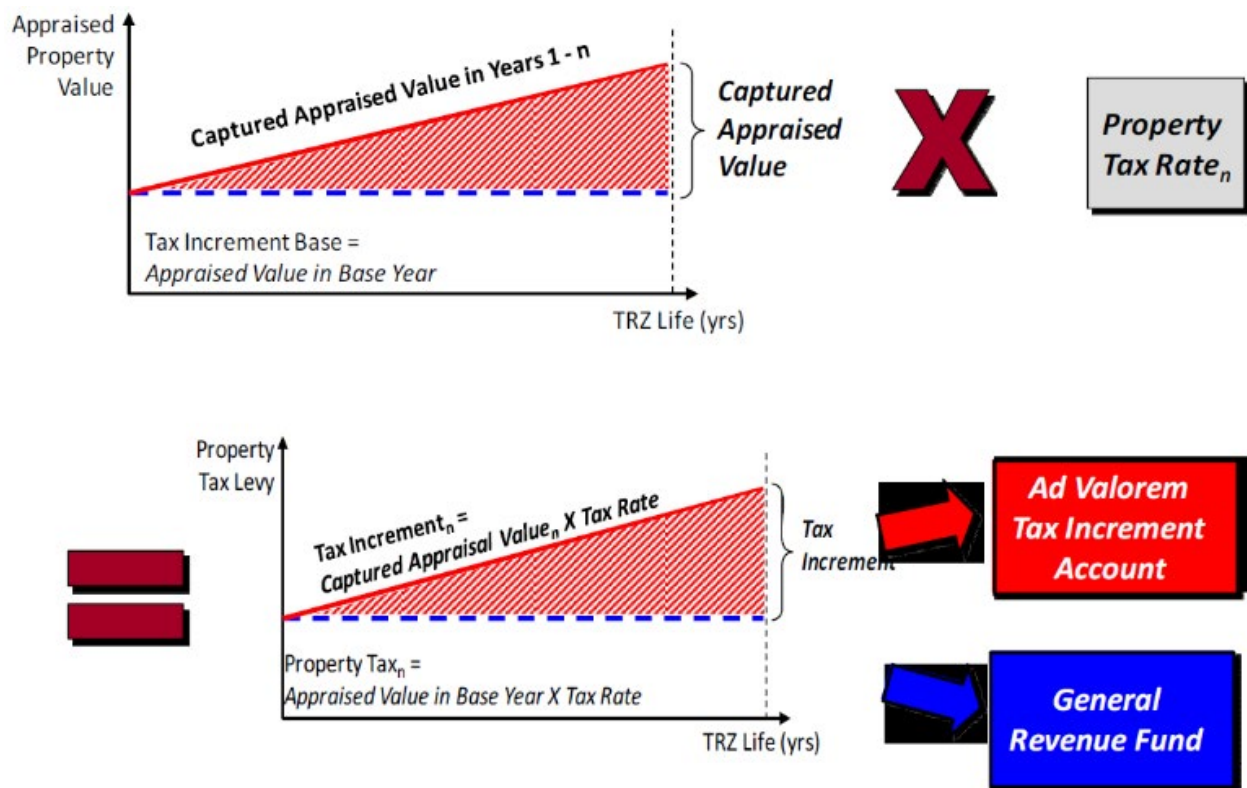 Appraised
Property
Value
Captured Appraised Value in Years 1 - n
Captured
Appraised
Value
X
Property
Tax Rateₙ
Tax Increment Base =
Appraised Value in Base Year
TRZ Life (yrs)
=
Property
Tax Levy
Tax Incrementₙ =
Captured Appraisal Valueₙ X Tax Rate
Tax
Increment
Ad Valorem
Tax Increment
Account
Property Taxₙ =
Appraised Value in Base Year X Tax Rate
TRZ Life (yrs)
General
Revenue Fund